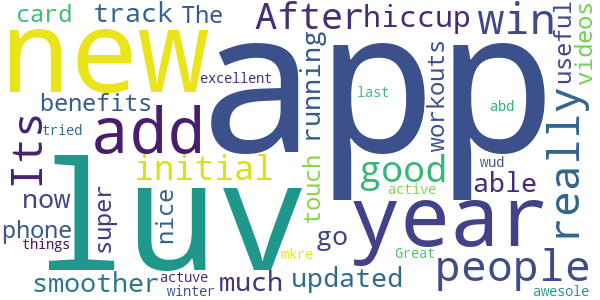 card track The After hiccup win
new app
useful
videos
running
workouts
excellent
last
abd
benefits
add
Its
tried
luv
initial
good
really
wud
able
touch
active
now
super
nice
year
phone
things
go
Great
people
mkre
smoother
actuve
winter
much updated
awesole